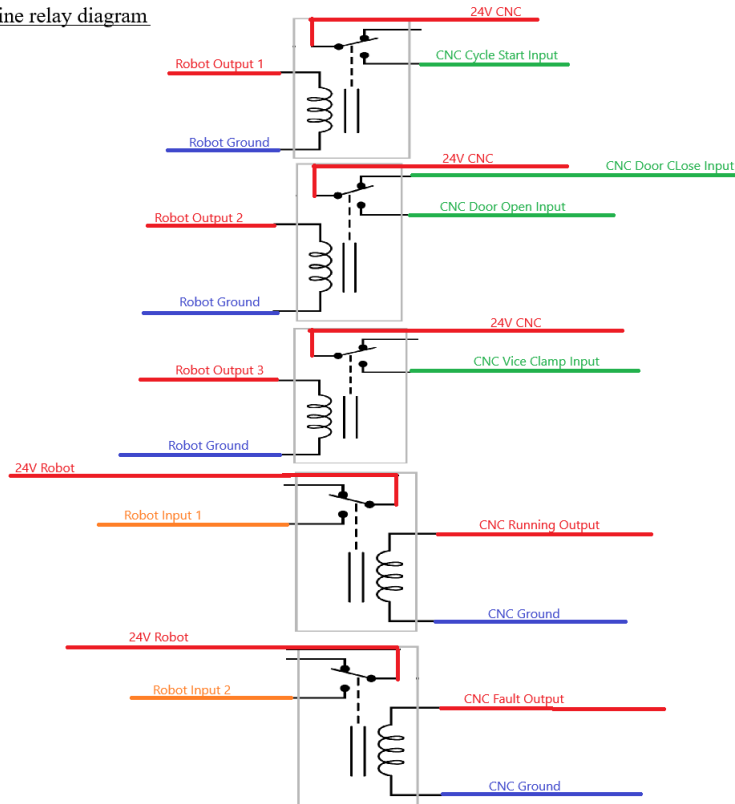 ine relay diagram
24V CNC
CNC Cycle Start Input
Robot Output 1
Robot Ground
24V CNC
CNC Door CLose Input
CNC Door Open Input
Robot Output 2
Robot Ground
24V CNC
CNC Vice Clamp Input
Robot Output 3
Robot Ground
24V Robot
Robot Input 1
CNC Running Output
CNC Ground
24V Robot
Robot Input 2
CNC Fault Output
CNC Ground